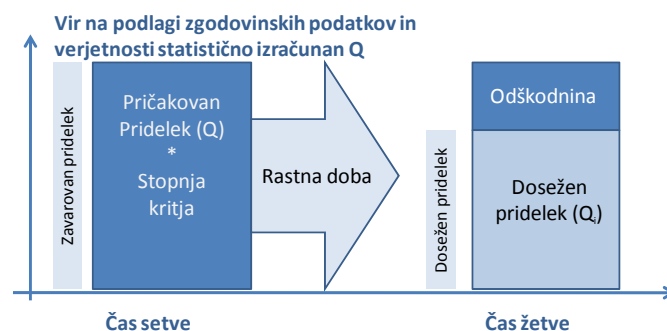 Vir na podlagi zgodovinskih podatkov in
verjetnosti statistično izračunan Q
Zavarovan pridelek
Pričakovan
Pridelek (Q)
*
Stopnja
kritja
Rastna doba
Dosežen pridelek
Odškodnina
Dosežen
pridelek (Qᵢ)
Čas setve
Čas žetve